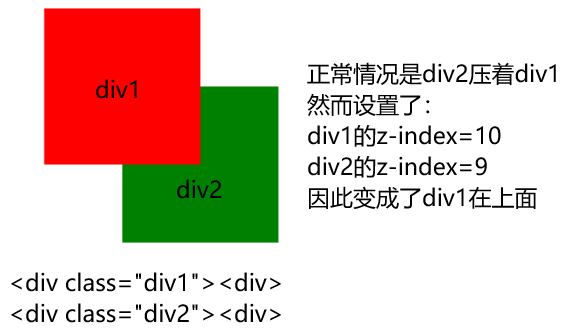 div1
div2
正常情况是div2压着div1
然而设置了：
div1的z-index=10
div2的z-index=9
因此变成了div1在上面
<div class="div1"><div>
<div class="div2"><div>